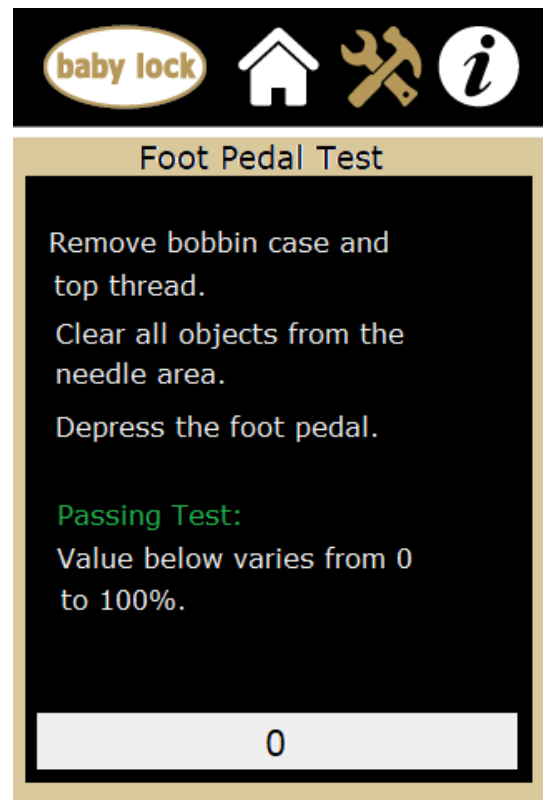 baby lock
i
Foot Pedal Test
Remove bobbin case and
top thread.
Clear all objects from the
needle area.
Depress the foot pedal.
Passing Test:
Value below varies from 0
to 100%.
0